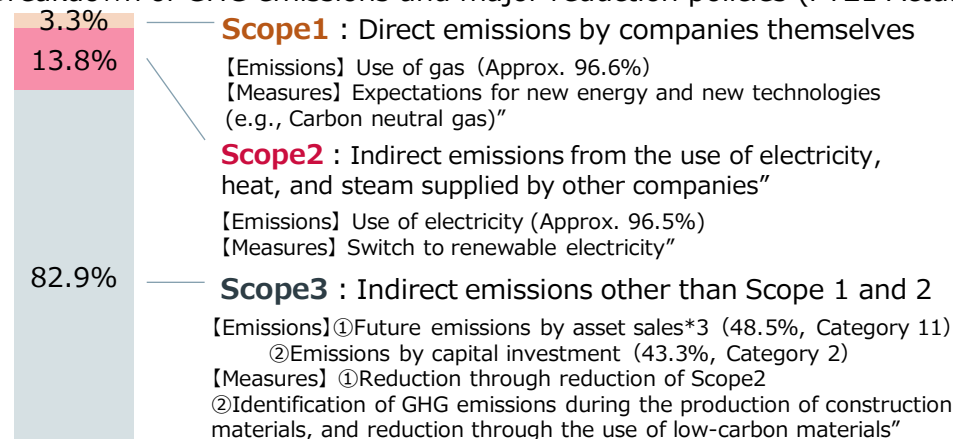 3.3%
Scope1 : Direct emissions by companies themselves
13.8%
【Emissions】 Use of gas (Approx. 96.6%)
【Measures】 Expectations for new energy and new technologies
(e.g., Carbon neutral gas)”
Scope2 : Indirect emissions from the use of electricity,
heat, and steam supplied by other companies”
【Emissions】 Use of electricity (Approx. 96.5%)
【Measures】 Switch to renewable electricity”
82.9%
Scope3 : Indirect emissions other than Scope 1 and 2
【Emissions】①Future emissions by asset sales*3 (48.5%, Category 11)
②Emissions by capital investment (43.3%, Category 2)
【Measures】 ①Reduction through reduction of Scope2
②Identification of GHG emissions during the production of construction
materials, and reduction through the use of low-carbon materials”